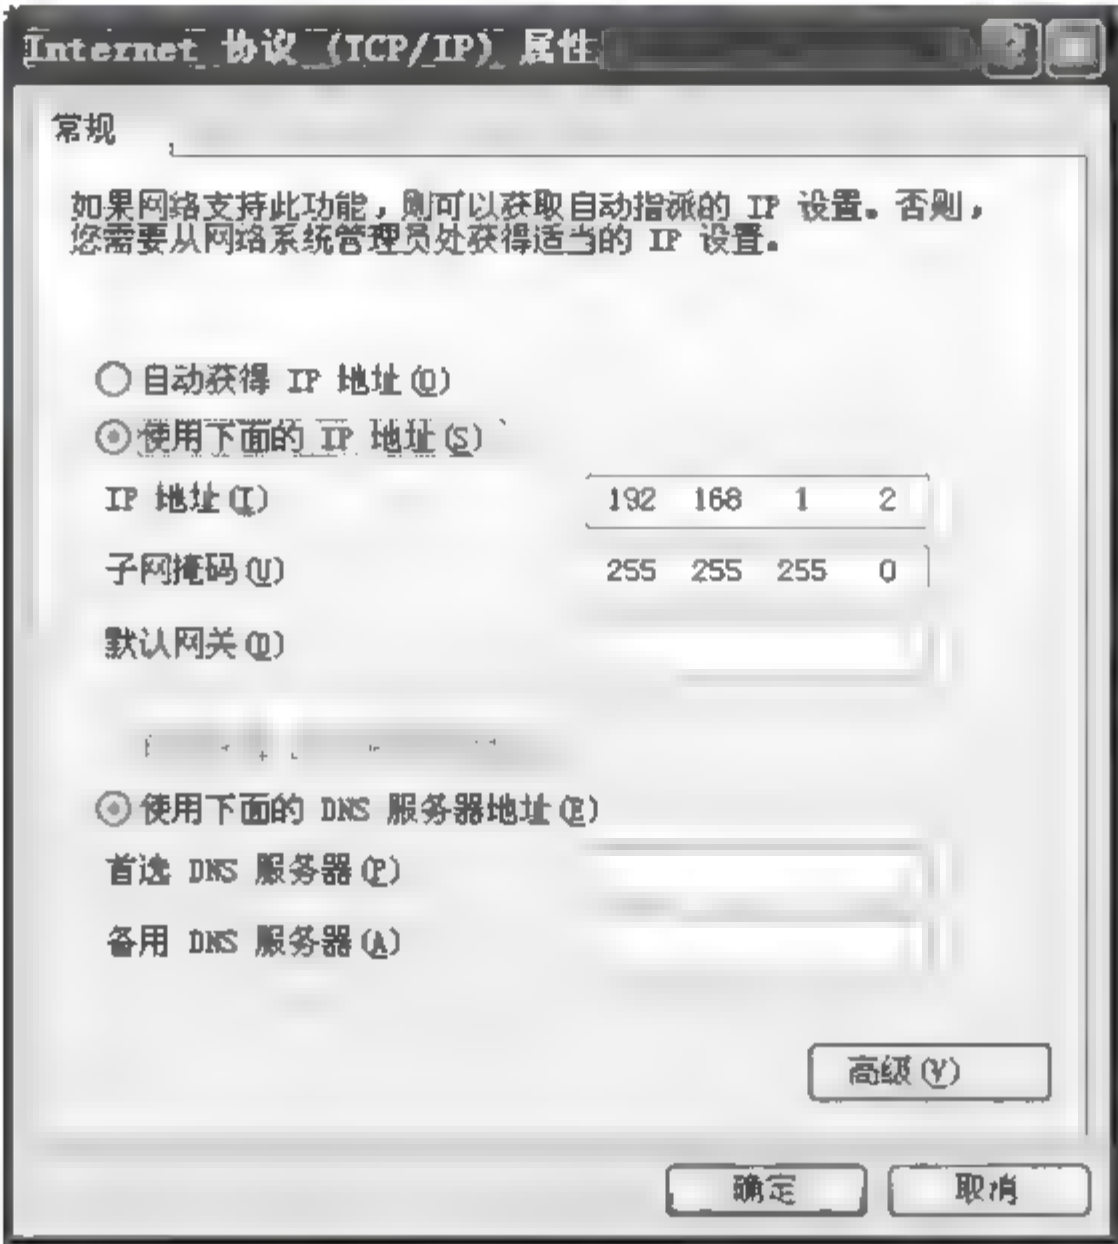 Internet 协议 (TCP/IP) 属性
常规
如果网络支持此功能，则可以获取自动指派的 IP 设置。否则，
您需要从网络系统管理员处获得适当的 IP 设置。
自动获得 IP 地址(O)
使用下面的 IP 地址(S)
IP 地址(I) 192 168 1 2
子网掩码(U) 255 255 255 0
默认网关(D)
使用下面的 DNS 服务器地址(E)
首选 DNS 服务器(P)
备用 DNS 服务器(A)
高级(V)
确定 取消